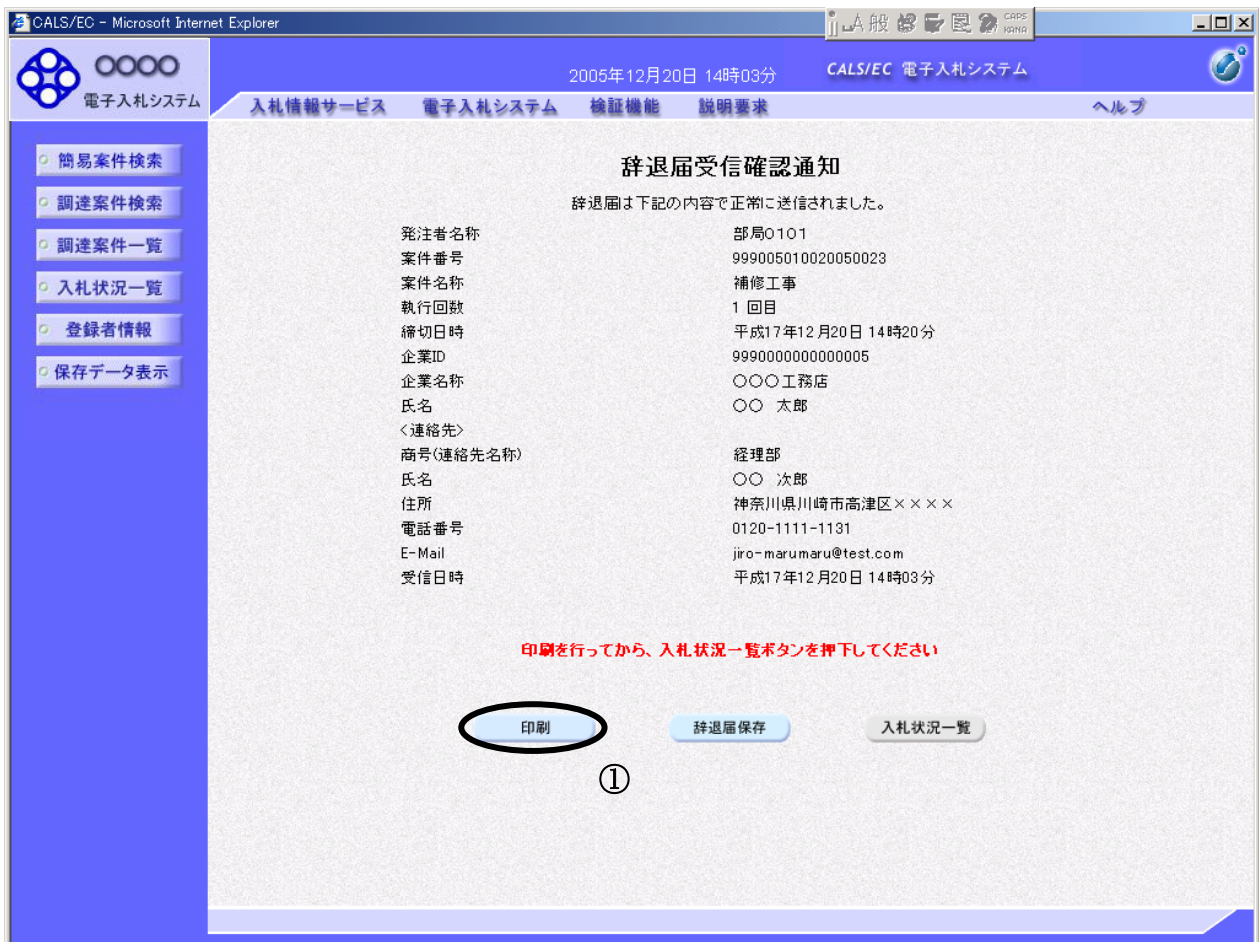 CALS/EC - Microsoft Internet Explorer
A 般 CAPS KANA
○○○○
電子入札システム
2005年12月20日 14時03分 CALS/EC 電子入札システム
入札情報サービス 電子入札システム 検証機能 説明要求 ヘルプ
簡易案件検索
調達案件検索
調達案件一覧
入札状況一覧
登録者情報
保存データ表示
辞退届受信確認通知
辞退届は下記の内容で正常に送信されました。
発注者名称 部局0101
案件番号 999005010020050023
案件名称 補修工事
執行回数 1 回目
締切日時 平成17年12月20日 14時20分
企業ID 9990000000000005
企業名称 ○○○工務店
氏名 ○○ 太郎
<連絡先>
商号(連絡先名称) 経理部
氏名 ○○ 次郎
住所 神奈川県川崎市高津区××××
電話番号 0120-1111-1131
E-Mail jiro-marumaru@test.com
受信日時 平成17年12月20日 14時03分
印刷を行ってから、入札状況一覧ボタンを押下してください
印刷 辞退届保存 入札状況一覧
①